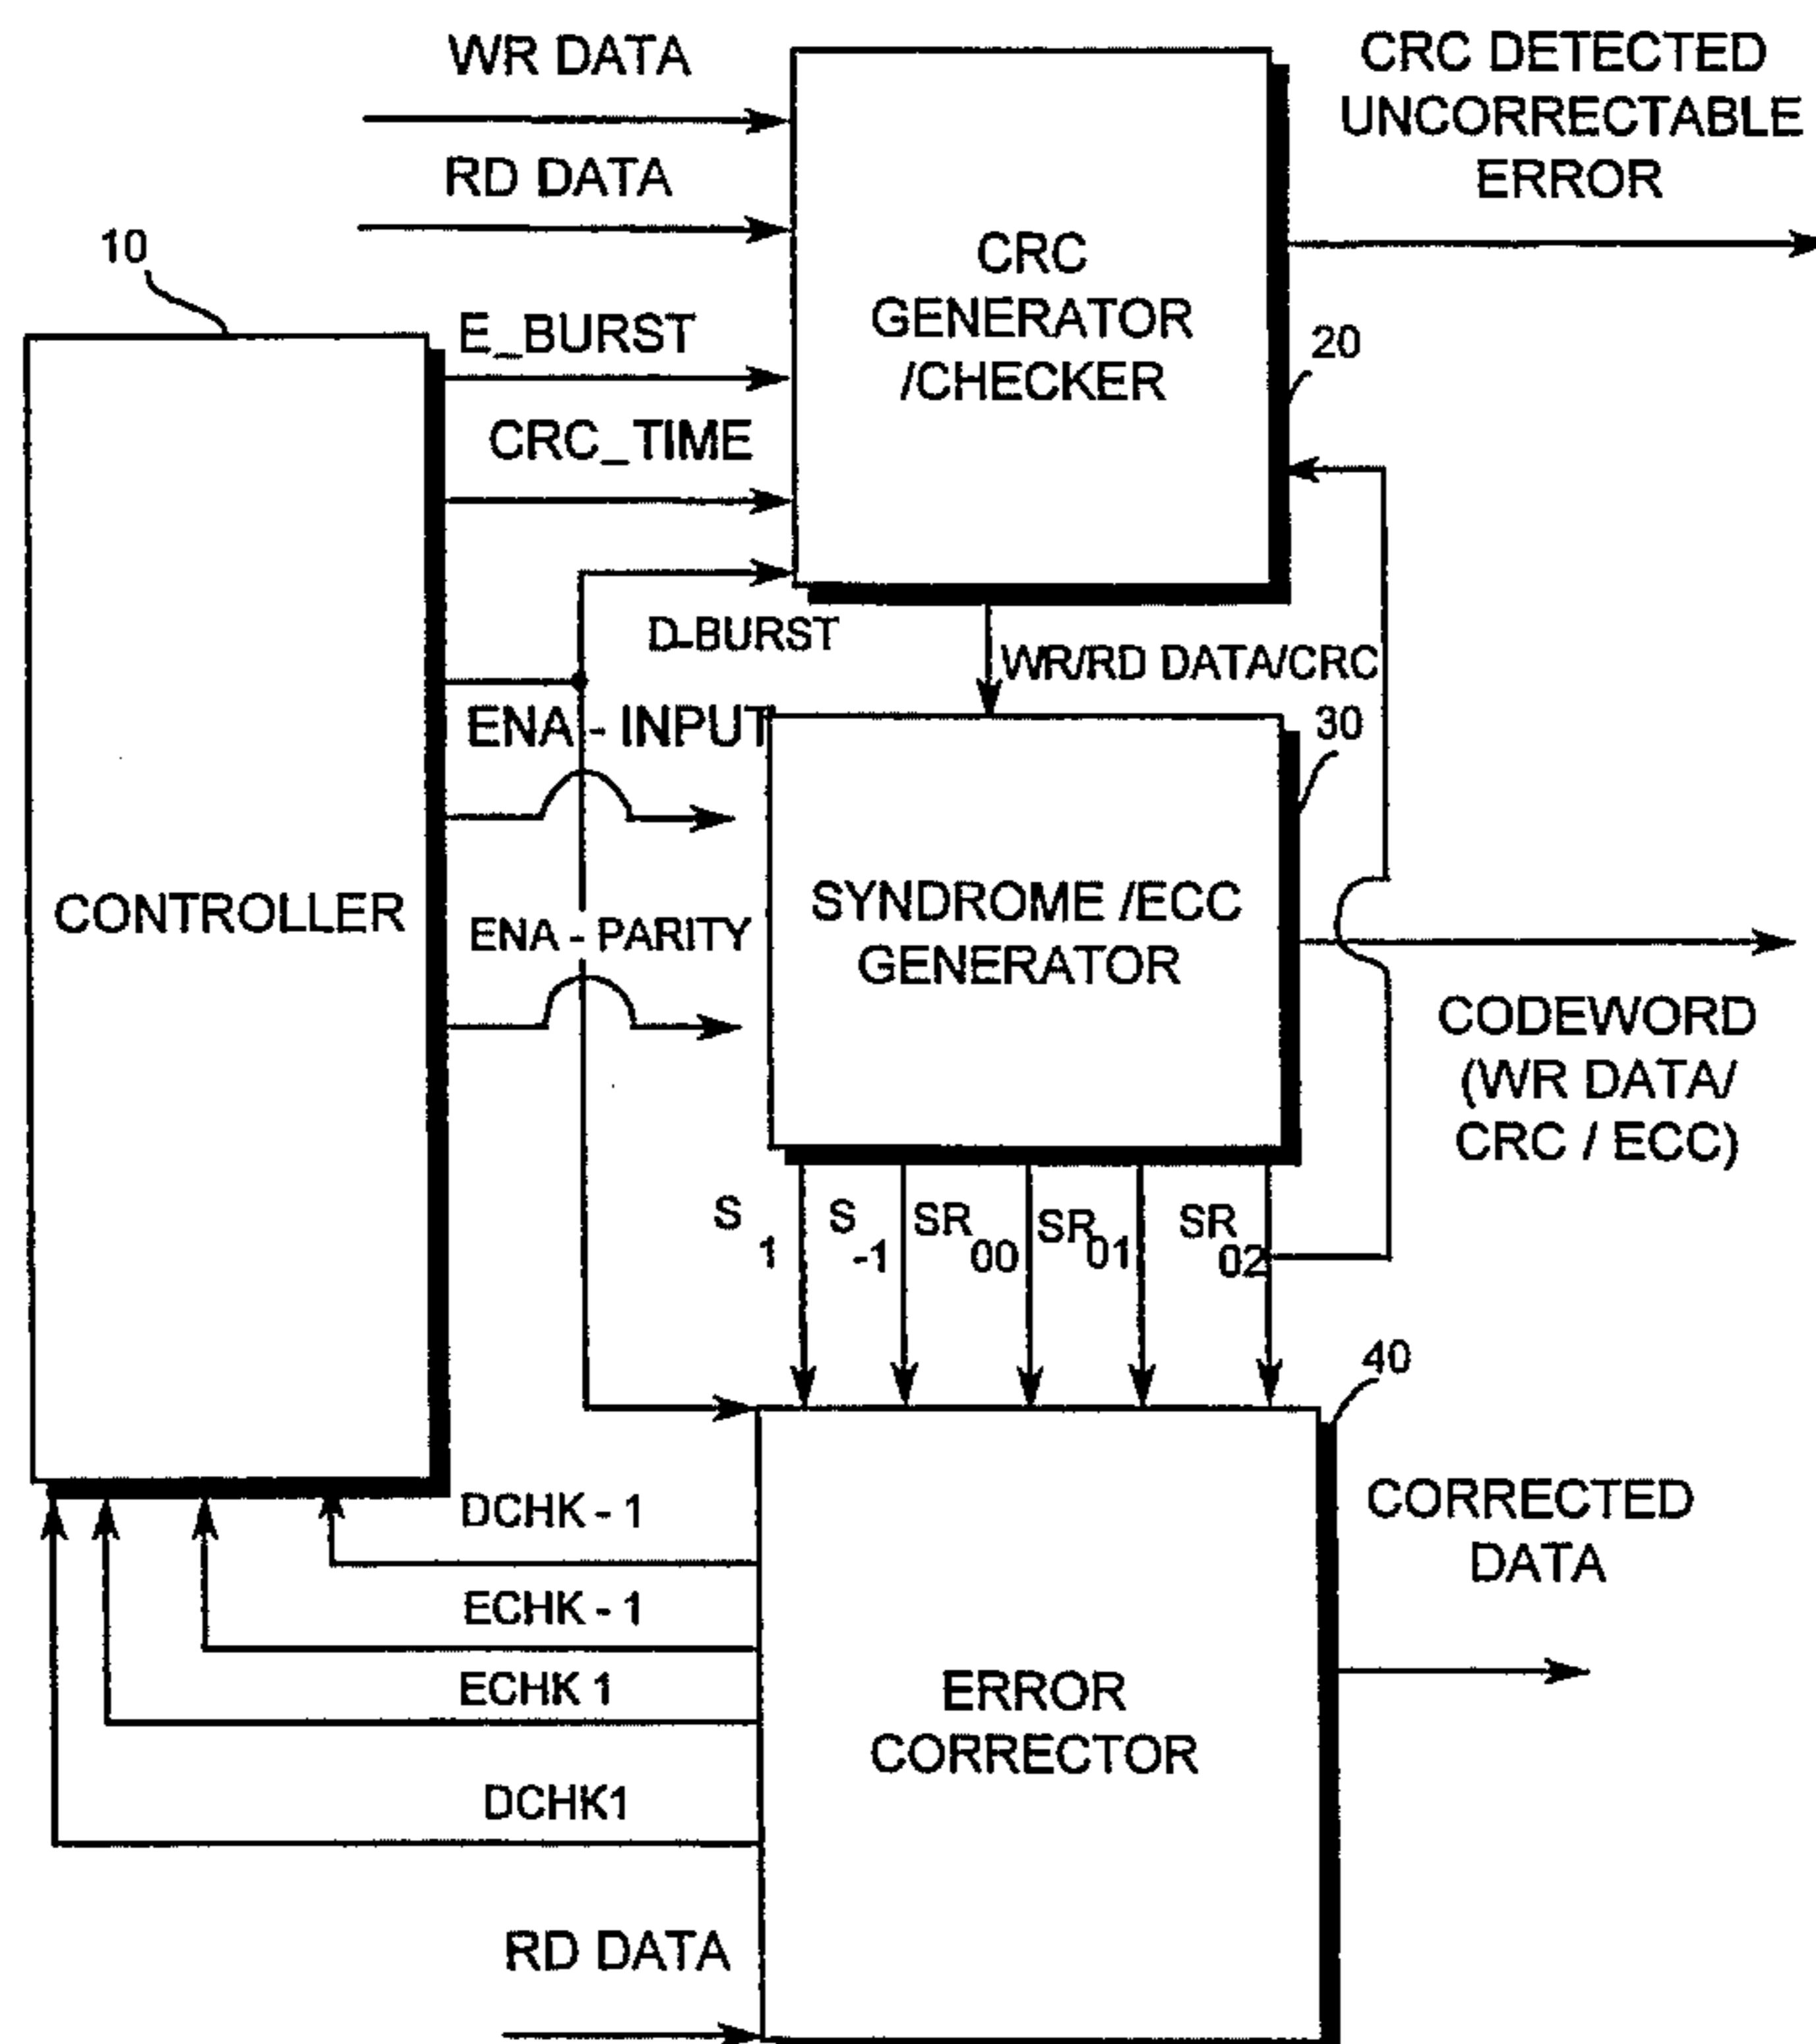 WR DATA
CRC DETECTED
UNCORRECTABLE
ERROR
RD DATA
10
CRC
GENERATOR
/CHECKER
E_BURST
20
CRC_TIME
D-BURST
WR/RD DATA/CRC
ENA - INPUT
30
CONTROLLER
SYNDROME /ECC
GENERATOR
ENA - PARITY
CODEWORD
(WR DATA/
CRC / ECC)
S 1
S -1
SR 00
SR 01
SR 02
40
DCHK - 1
CORRECTED
DATA
ECHK - 1
ECHK 1
ERROR
CORRECTOR
DCHK1
RD DATA